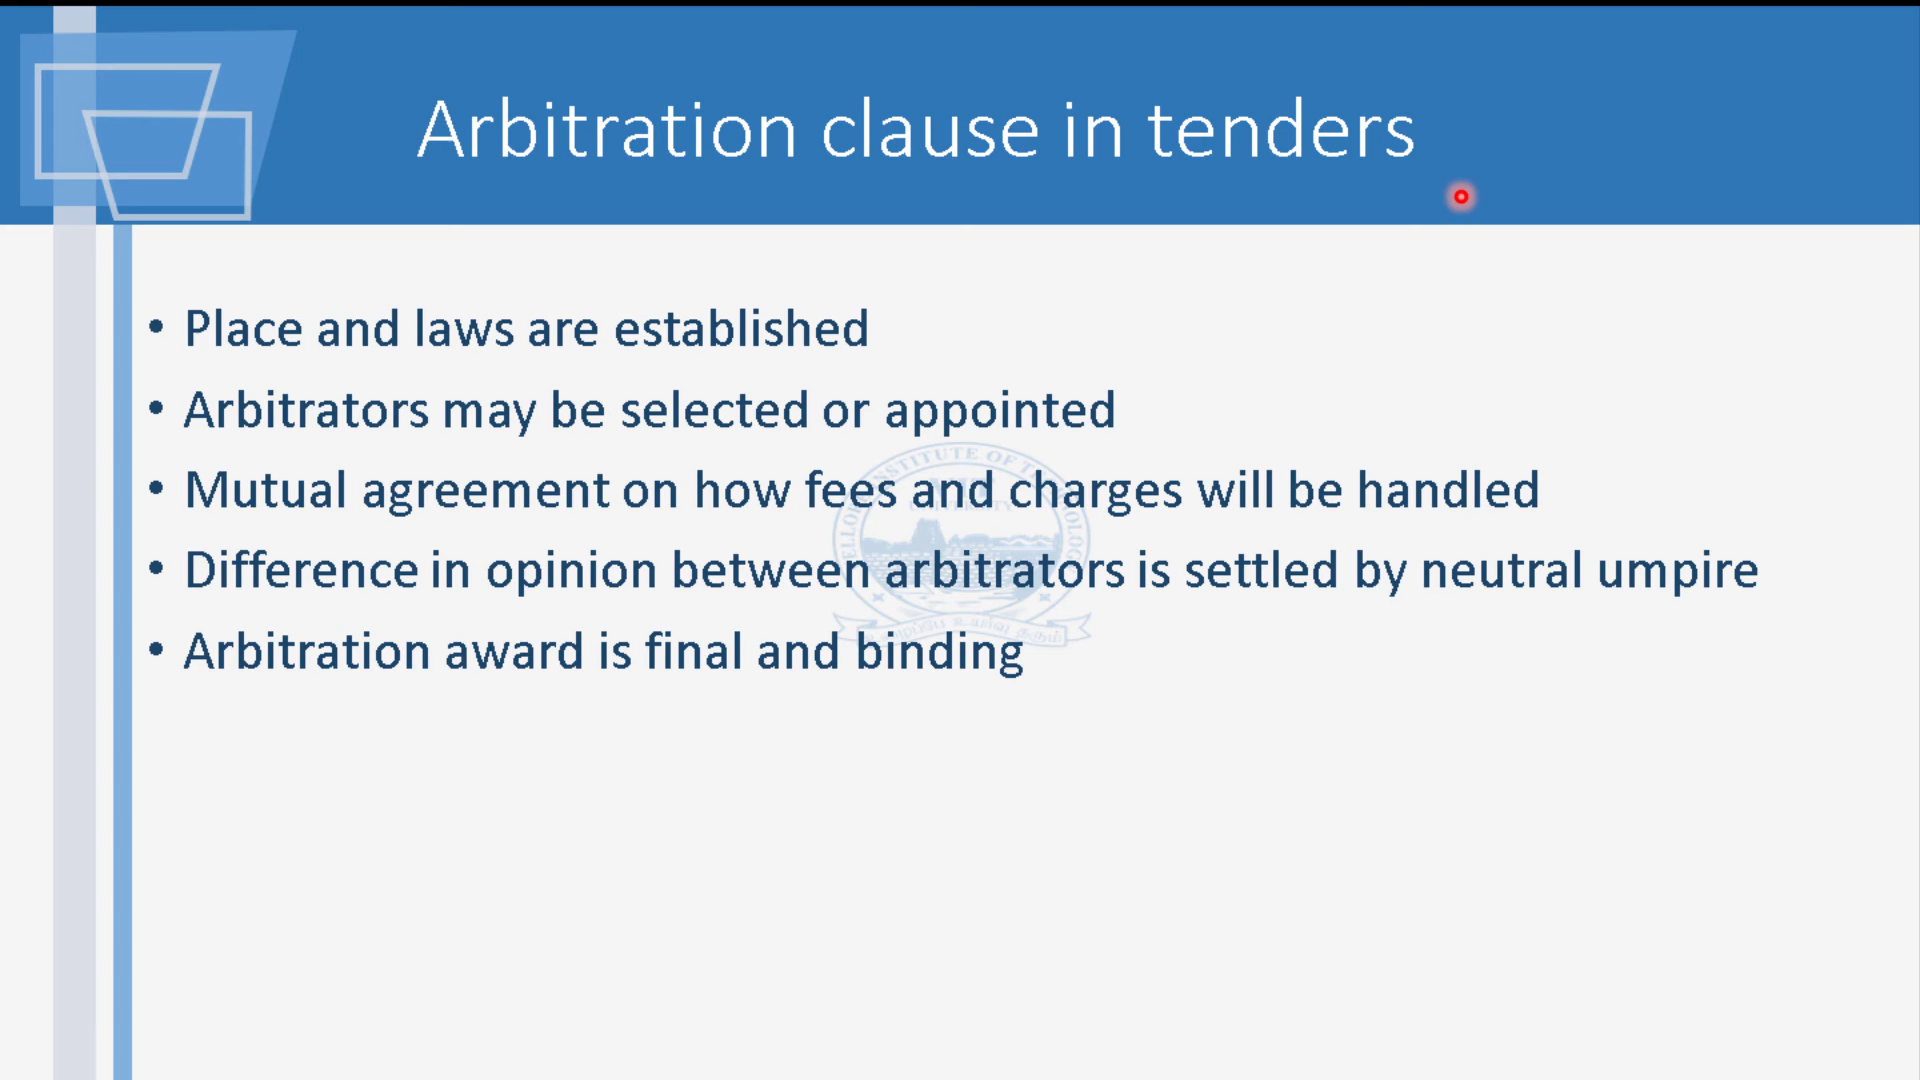 Arbitration clause in tenders
• Place and laws are established
• Arbitrators may be selected or appointed
• Mutual agreement on how fees and charges will be handled
• Difference in opinion between arbitrators is settled by neutral umpire
• Arbitration award is final and binding